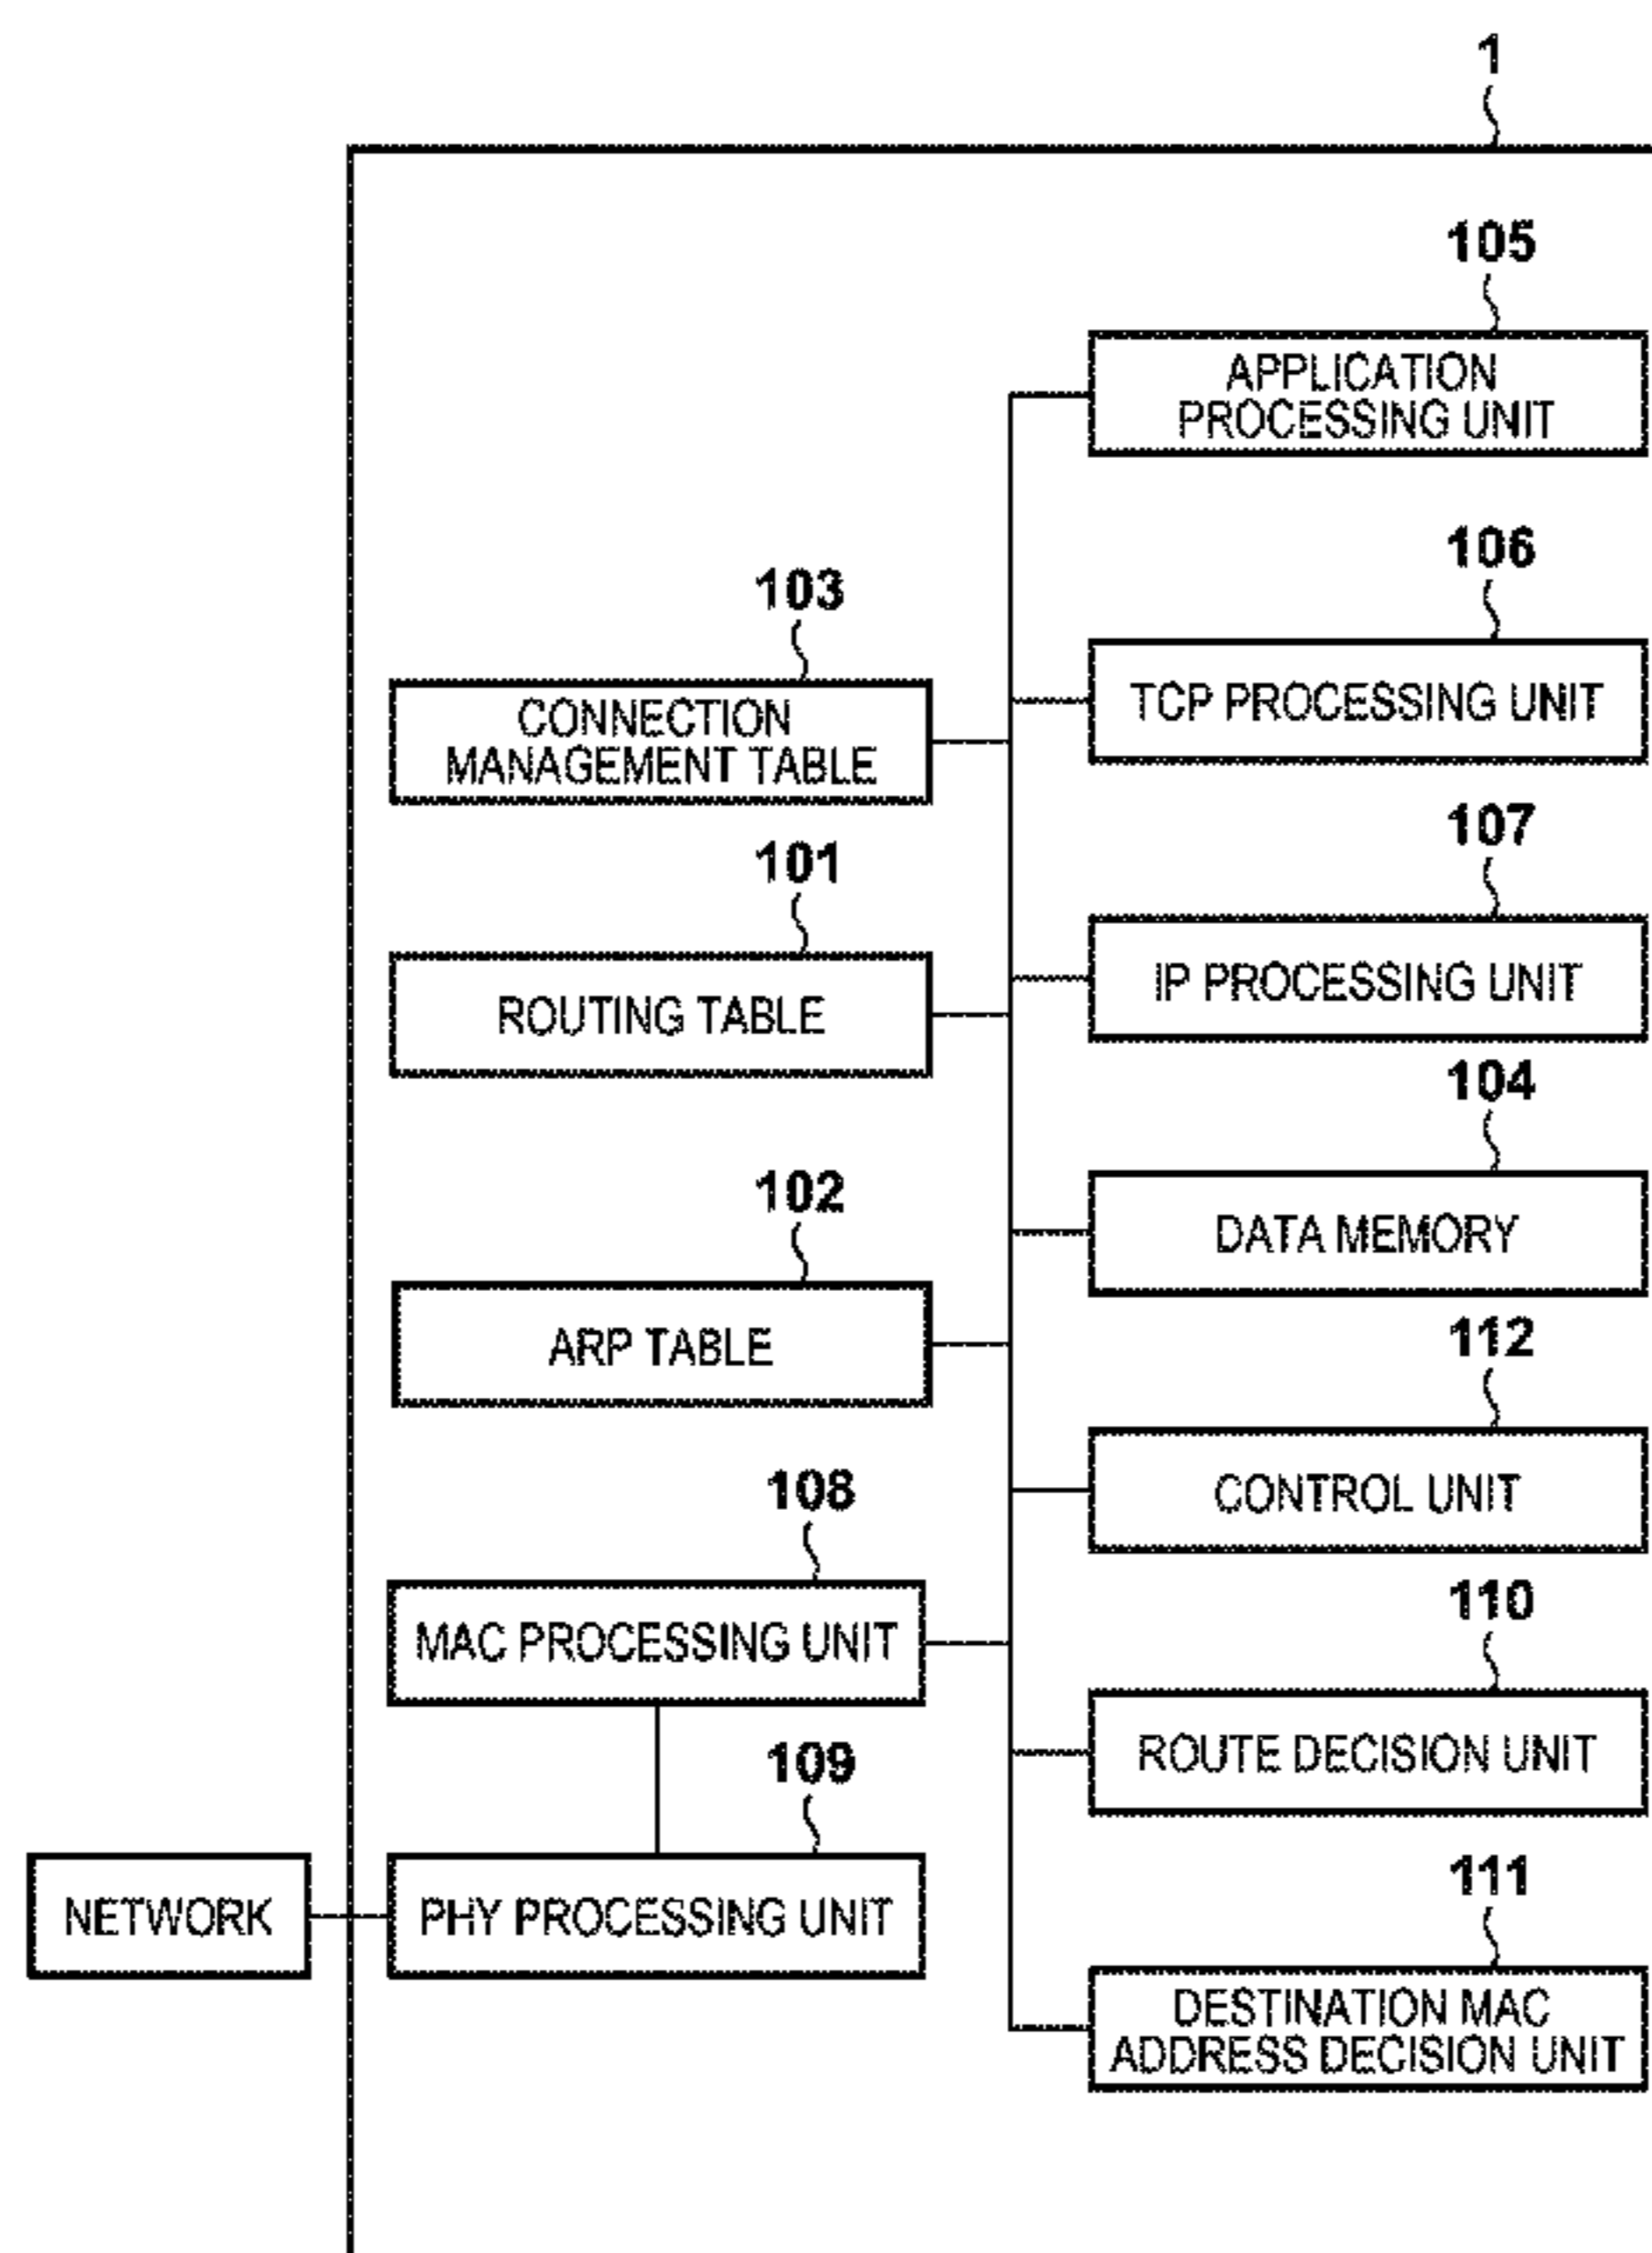 1
105
APPLICATION
PROCESSING UNIT
106
TCP PROCESSING UNIT
103
CONNECTION
MANAGEMENT TABLE
107
IP PROCESSING UNIT
101
ROUTING TABLE
104
DATA MEMORY
102
ARP TABLE
112
CONTROL UNIT
108
MAC PROCESSING UNIT
110
ROUTE DECISION UNIT
109
NETWORK
PHY PROCESSING UNIT
111
DESTINATION MAC
ADDRESS DECISION UNIT